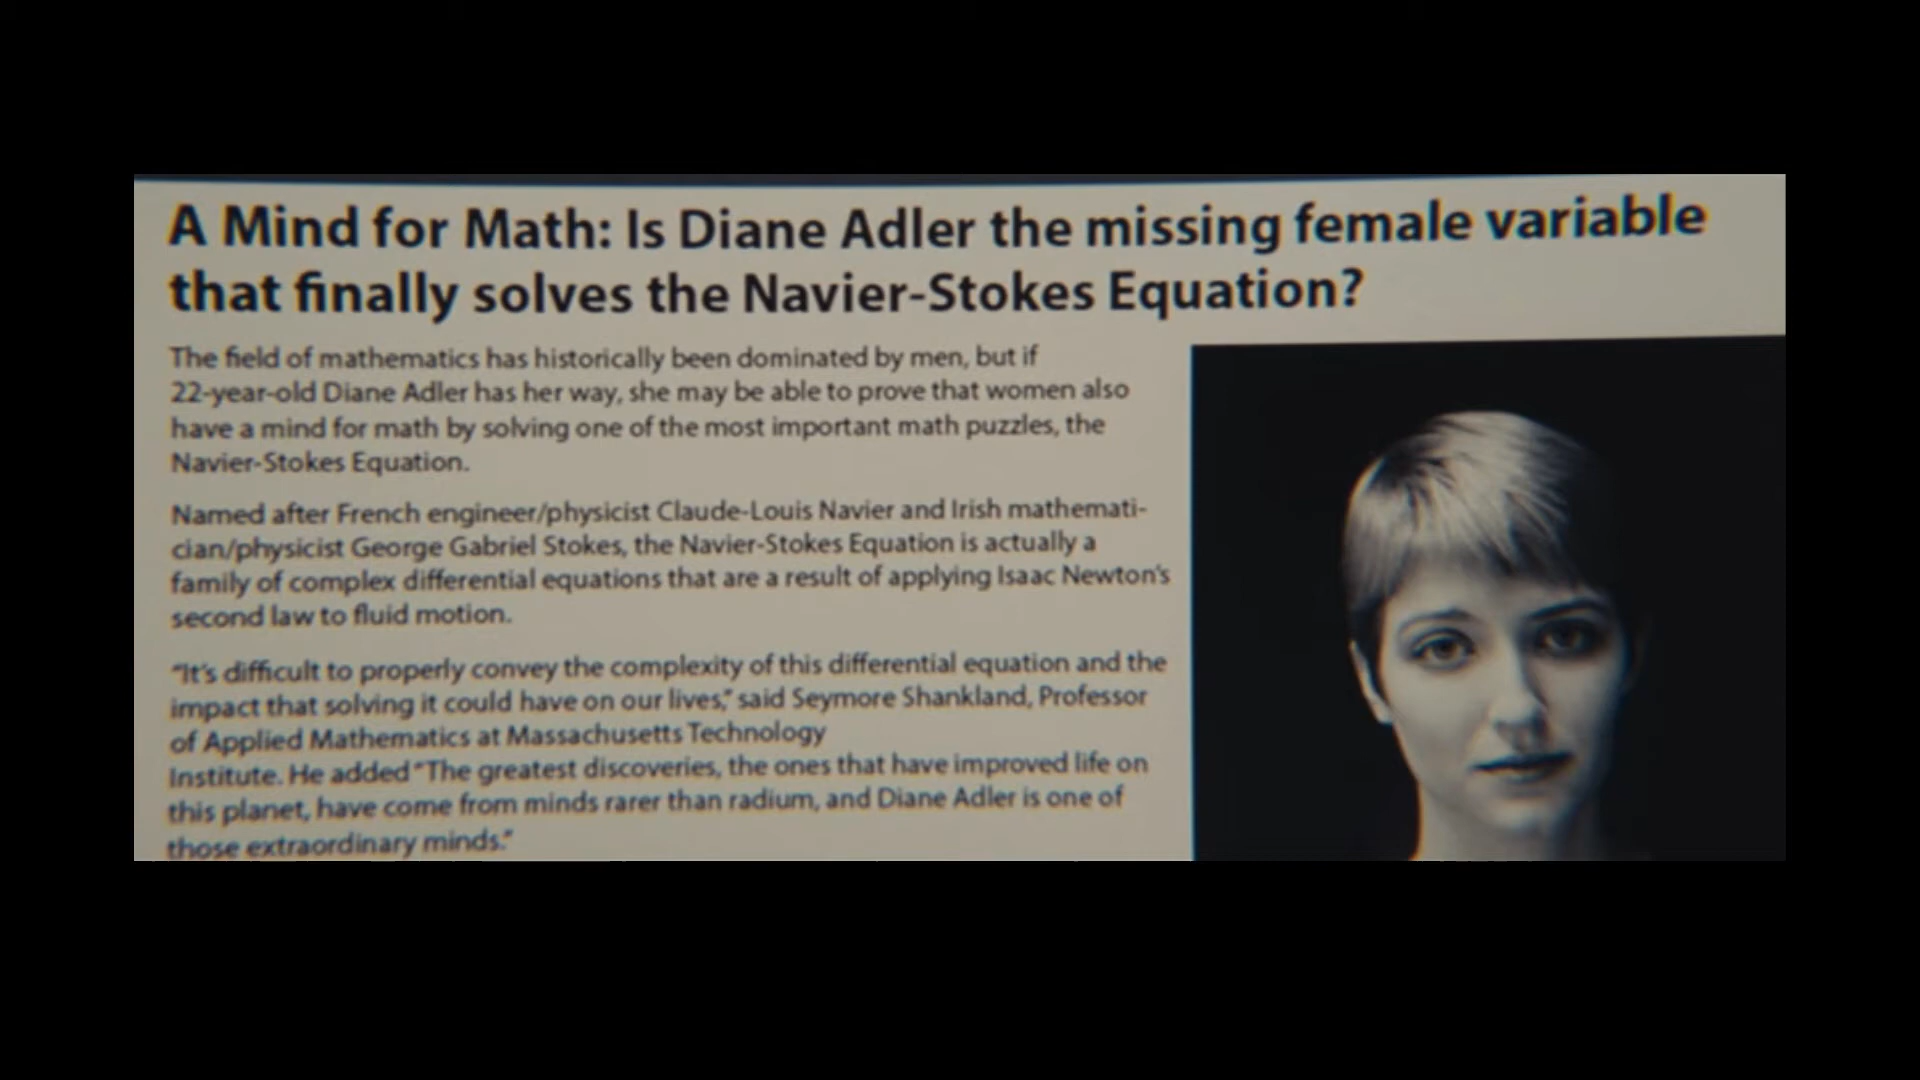 A Mind for Math: Is Diane Adler the missing female variable
that finally solves the Navier-Stokes Equation?
The field of mathematics has historically been dominated by men, but if
22-year-old Diane Adler has her way, she may be able to prove that women also
have a mind for math by solving one of the most important math puzzles, the
Navier-Stokes Equation.
Named after French engineer/physicist Claude-Louis Navier and Irish mathemati-
cian/physicist George Gabriel Stokes, the Navier-Stokes Equation is actually a
family of complex differential equations that are a result of applying Isaac Newton's
second law to fluid motion.
"It's difficult to properly convey the complexity of this differential equation and the
impact that solving it could have on our lives," said Seymore Shankland, Professor
of Applied Mathematics at Massachusetts Technology
Institute. He added "The greatest discoveries, the ones that have improved life on
this planet, have come from minds rarer than radium, and Diane Adler is one of
those extraordinary minds."